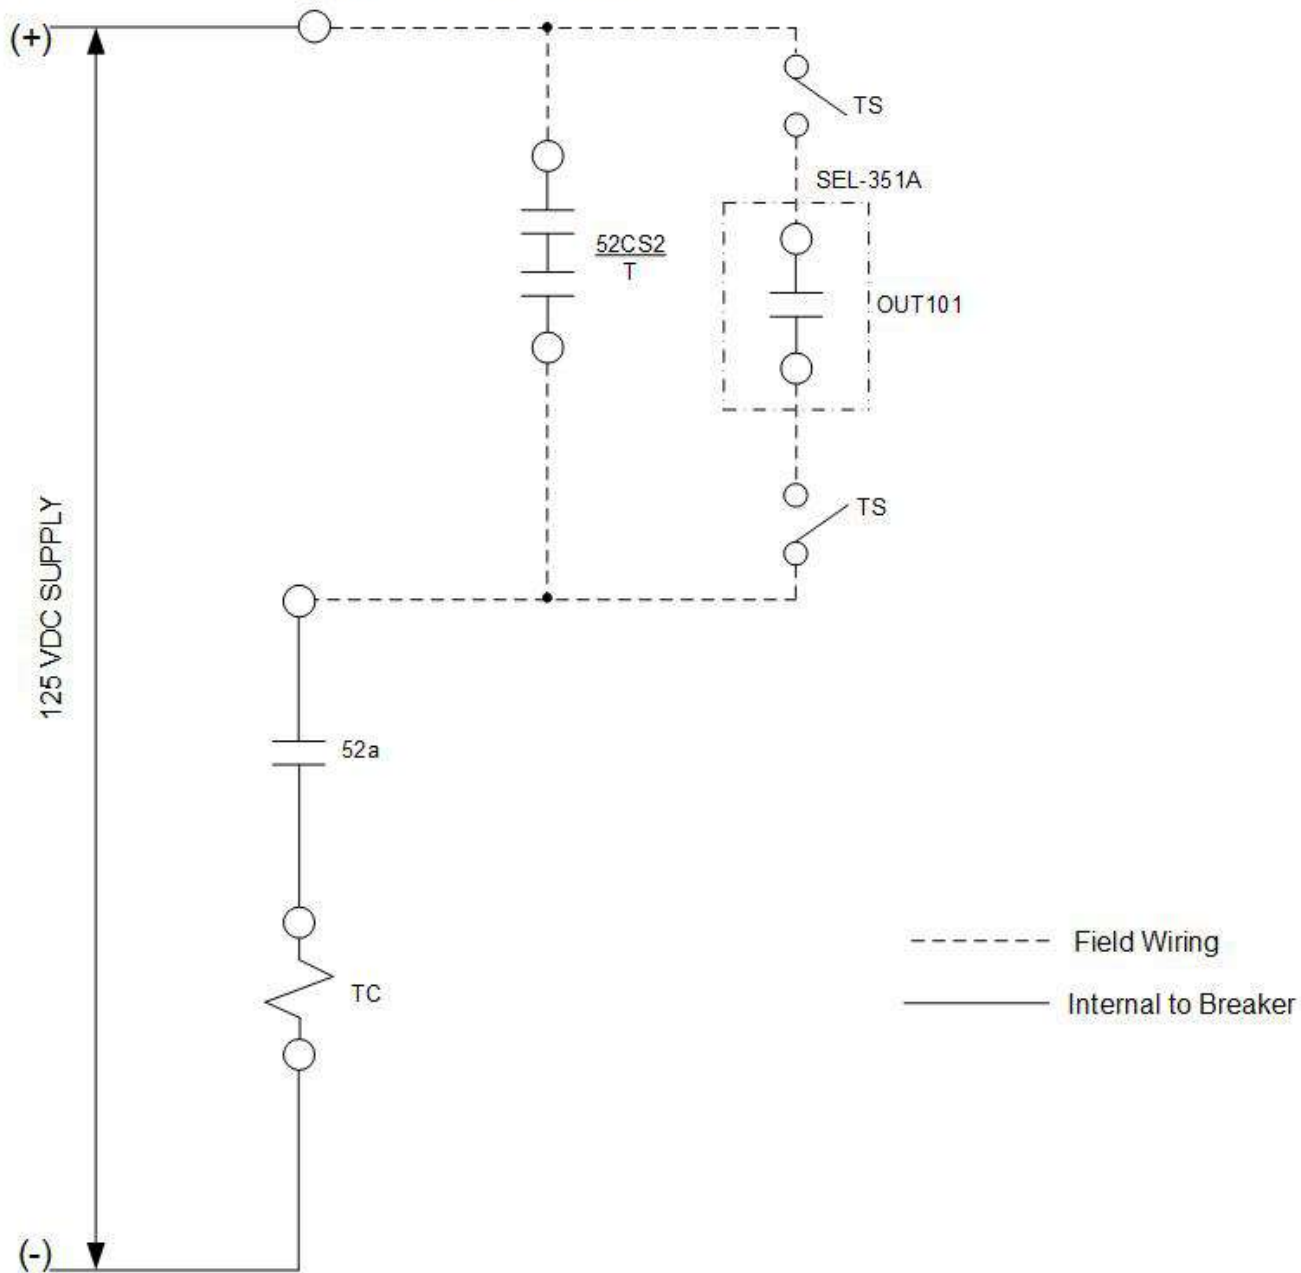 (+)
TS
SEL-351A
52CS2
T
OUT101
TS
125 VDC SUPPLY
52a
Field Wiring
TC
Internal to Breaker
(-)